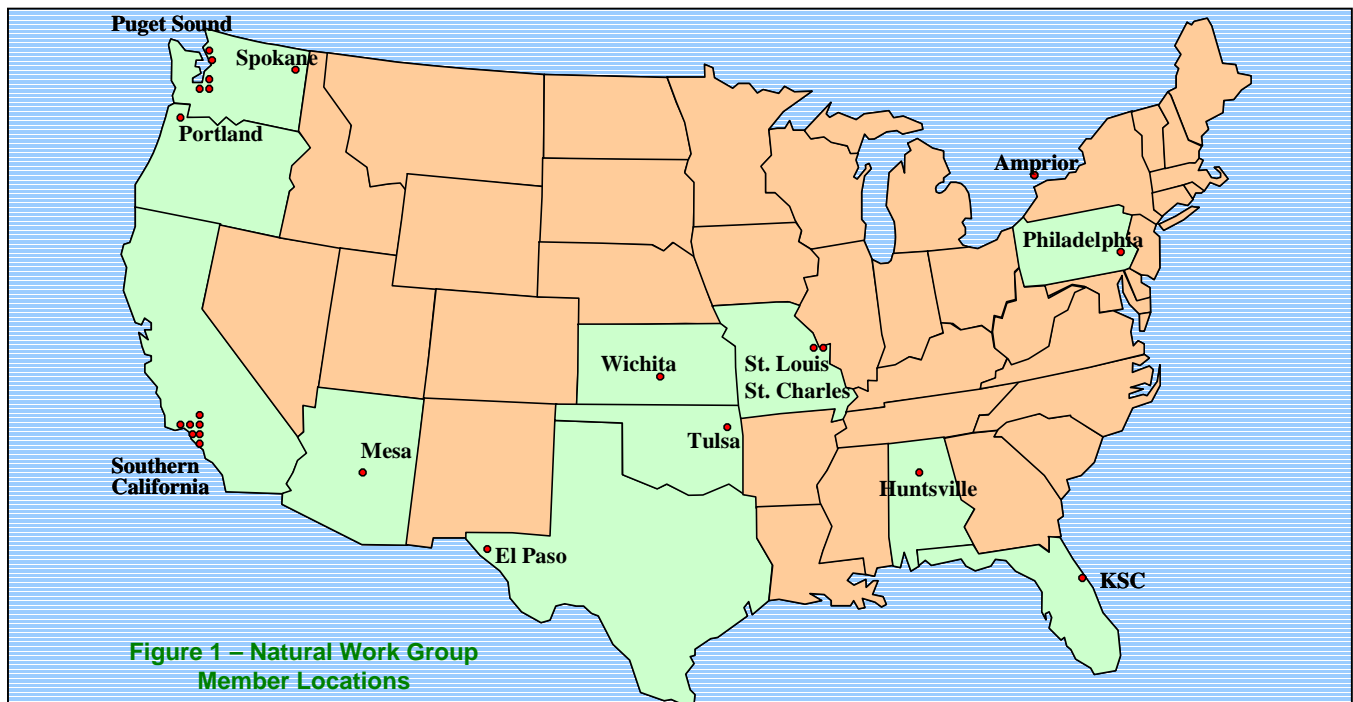 Puget Sound
Spokane
Portland
Amprior
Philadelphia
Wichita
St. Louis
St. Charles
Tulsa
Mesa
Southern
California
Huntsville
El Paso
KSC
Figure 1 – Natural Work Group
Member Locations